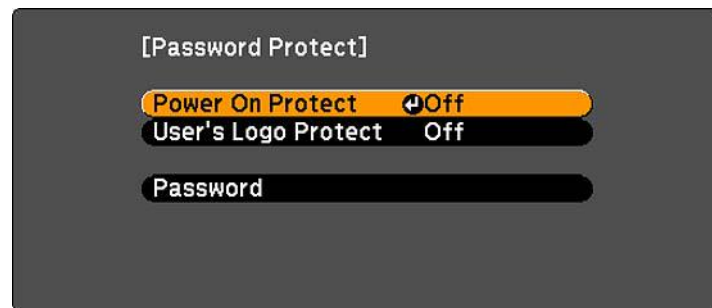 [Password Protect]
Power On Protect Off
User's Logo Protect Off
Password